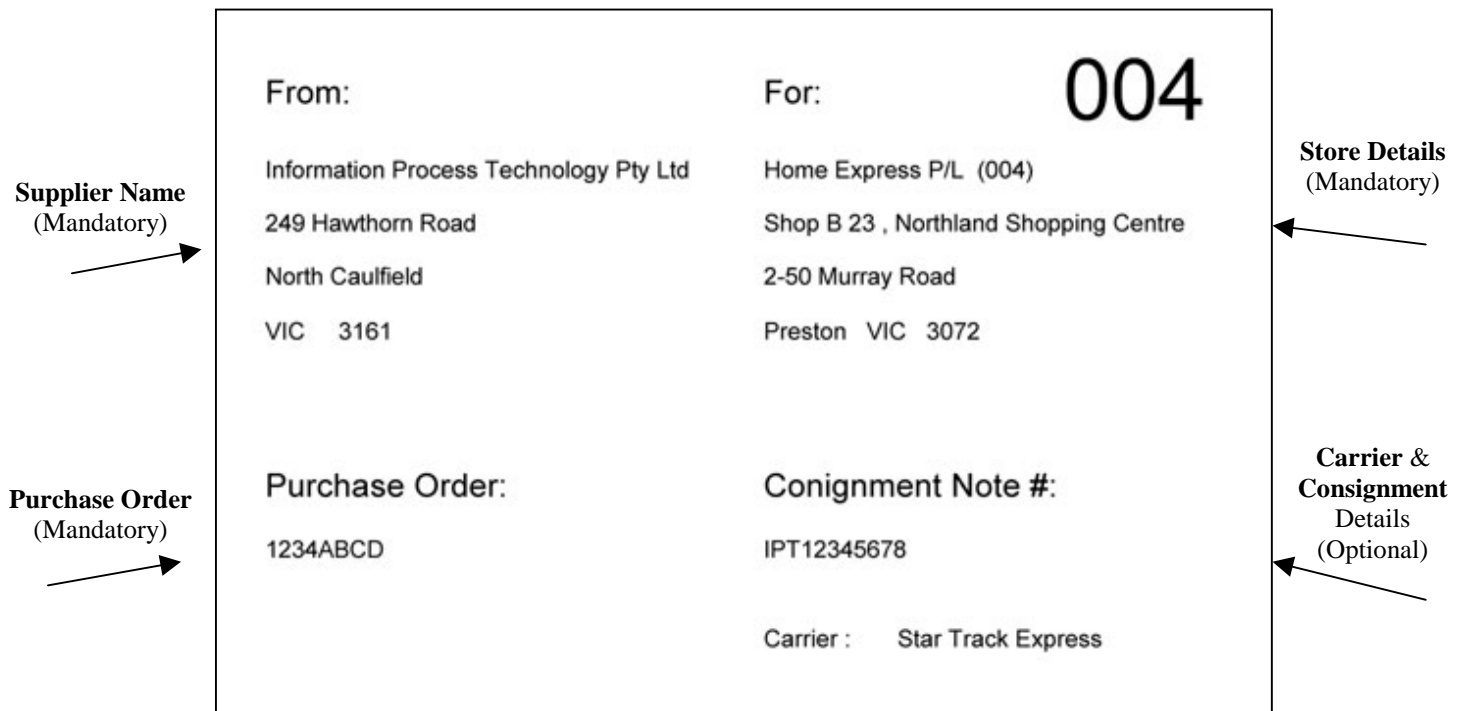 Supplier Name
(Mandatory)
Purchase Order
(Mandatory)
From:
Information Process Technology Pty Ltd
249 Hawthorn Road
North Caulfield
VIC 3161
Purchase Order:
1234ABCD
For:
004
Home Express P/L (004)
Shop B 23 , Northland Shopping Centre
2-50 Murray Road
Preston VIC 3072
Conignment Note #:
IPT12345678
Carrier : Star Track Express
Store Details
(Mandatory)
Carrier &
Consignment
Details
(Optional)